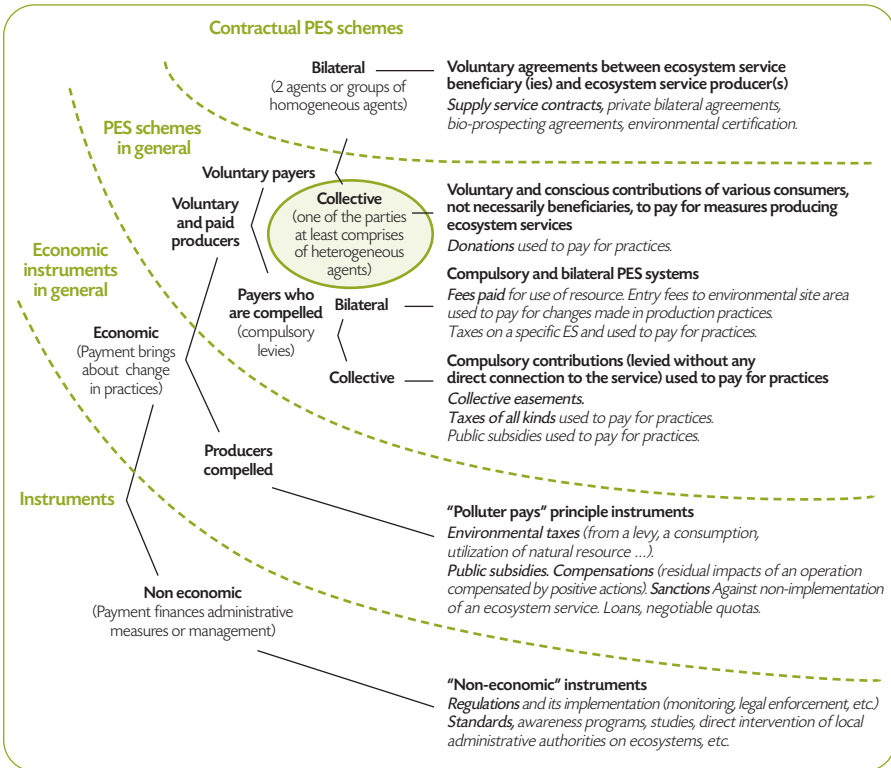 Contractual PES schemes
Bilateral
(2 agents or groups of
homogeneous agents)
Voluntary agreements between ecosystem service
beneficiary (ies) and ecosystem service producer(s)
Supply service contracts, private bilateral agreements,
bio-prospecting agreements, environmental certification.
PES schemes
in general
Voluntary payers
Voluntary
and paid
producers
Collective
(one of the parties
at least comprises
of heterogeneous
agents)
Voluntary and conscious contributions of various consumers,
not necessarily beneficiaries, to pay for measures producing
ecosystem services
Donations used to pay for practices.
Economic
instruments
in general
Payers who
are compelled
(compulsory
levies)
Bilateral
Compulsory and bilateral PES systems
Fees paid for use of resource. Entry fees to environmental site area
used to pay for changes made in production practices.
Taxes on a specific ES and used to pay for practices.
Economic
(Payment brings
about change
in practices)
Collective
Compulsory contributions (levied without any
direct connection to the service) used to pay for practices
Collective easements.
Taxes of all kinds used to pay for practices.
Public subsidies used to pay for practices.
Producers
compelled
Instruments
"Polluter pays" principle instruments
Environmental taxes (from a levy, a consumption,
utilization of natural resource ...).
Public subsidies. Compensations (residual impacts of an operation
compensated by positive actions). Sanctions Against non-implementation
of an ecosystem service. Loans, negotiable quotas.
Non economic
(Payment finances administrative
measures or management)
"Non-economic" instruments
Regulations and its implementation (monitoring, legal enforcement, etc.)
Standards, awareness programs, studies, direct intervention of local
administrative authorities on ecosystems, etc.